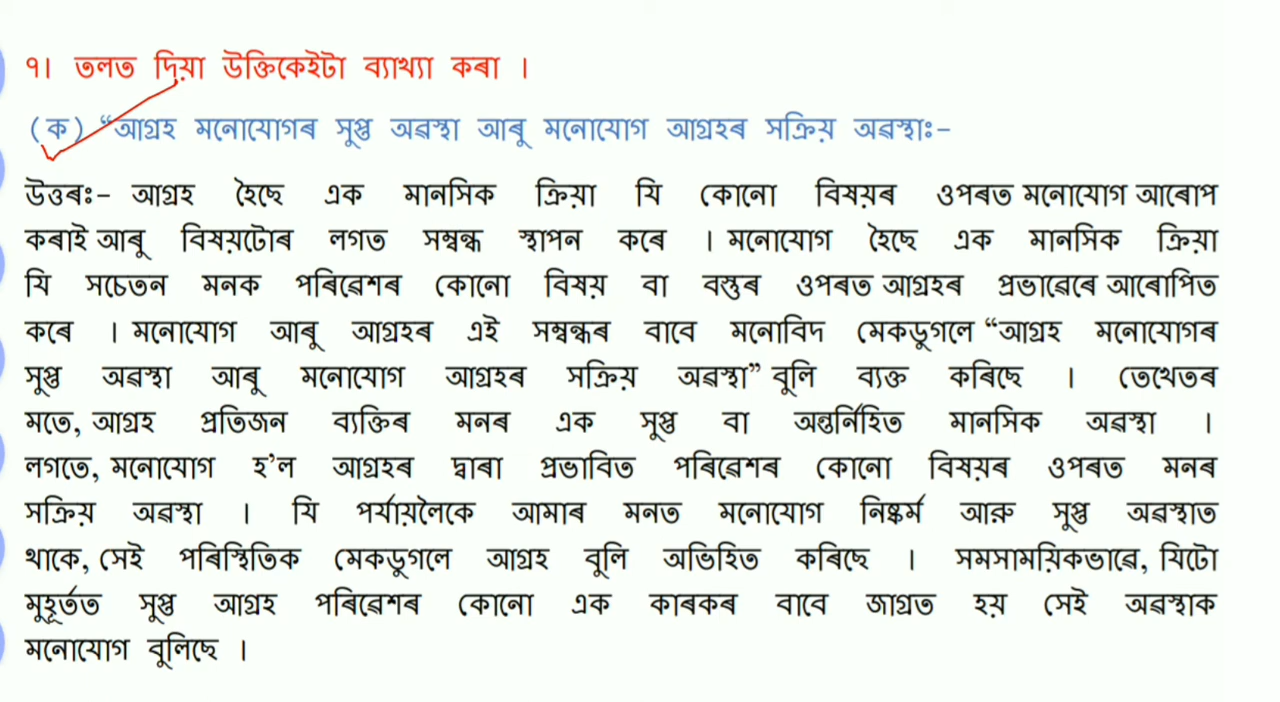 ৭। তলত দিয়া উক্তিকেইটা ব্যাখ্যা কৰা ।
(ক) “আগ্ৰহ মনোযোগৰ সুপ্ত অৱস্থা আৰু মনোযোগ আগ্ৰহৰ সক্ৰিয় অৱস্থাঃ-
উত্তৰঃ- আগ্ৰহ হৈছে এক মানসিক ক্ৰিয়া যি কোনো বিষয়ৰ ওপৰত মনোযোগ আৰোপ
কৰাই আৰু বিষয়টোৰ লগত সম্বন্ধ স্থাপন কৰে । মনোযোগ হৈছে এক মানসিক ক্ৰিয়া
যি সচেতন মনক পৰিৱেশৰ কোনো বিষয় বা বস্তুৰ ওপৰত আগ্ৰহৰ প্ৰভাৱেৰে আৰোপিত
কৰে । মনোযোগ আৰু আগ্ৰহৰ এই সম্বন্ধৰ বাবে মনোবিদ মেকডুগলে “আগ্ৰহ মনোযোগৰ
সুপ্ত অৱস্থা আৰু মনোযোগ আগ্ৰহৰ সক্ৰিয় অৱস্থা” বুলি ব্যক্ত কৰিছে । তেখেতৰ
মতে, আগ্ৰহ প্ৰতিজন ব্যক্তিৰ মনৰ এক সুপ্ত বা অন্তৰ্নিহিত মানসিক অৱস্থা ।
লগতে, মনোযোগ হ’ল আগ্ৰহৰ দ্বাৰা প্ৰভাবিত পৰিৱেশৰ কোনো বিষয়ৰ ওপৰত মনৰ
সক্ৰিয় অৱস্থা । যি পৰ্যায়লৈকে আমাৰ মনত মনোযোগ নিষ্কৰ্ম আরু সুপ্ত অৱস্থাত
থাকে, সেই পৰিস্থিতিক মেকডুগলে আগ্ৰহ বুলি অভিহিত কৰিছে । সমসাময়িকভাৱে, যিটো
মুহূৰ্তত সুপ্ত আগ্ৰহ পৰিৱেশৰ কোনো এক কাৰকৰ বাবে জাগ্ৰত হয় সেই অৱস্থাক
মনোযোগ বুলিছে ।